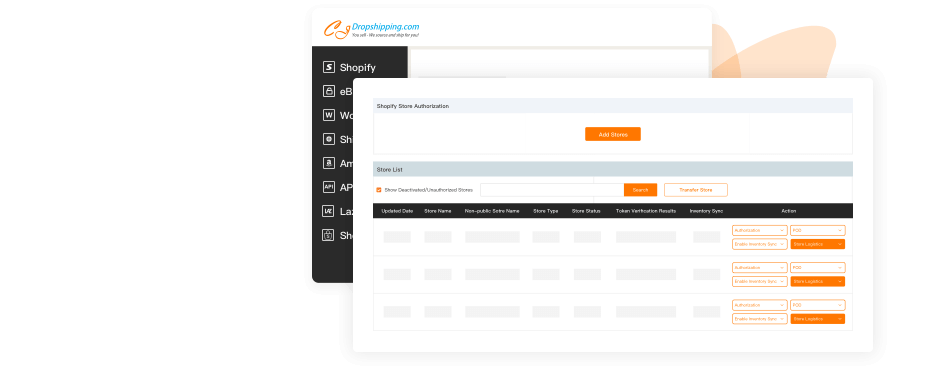 CJ Dropshipping.com
You sell - We source and ship for you!
Shopify
eB
Wo
Sh
Am
API AP
Laz
Sho
Shopify Store Authorization
Add Stores
Store List
Show Deactivated/Unauthorized Stores Search Transfer Store
Updated Date Store Name Non-public Sotre Name Store Type Store Status Token Verification Results Inventory Sync Action
Authorization POD
Enable Inventory Sync Store Logistics
Authorization POD
Enable Inventory Sync Store Logistics
Authorization POD
Enable Inventory Sync Store Logistics